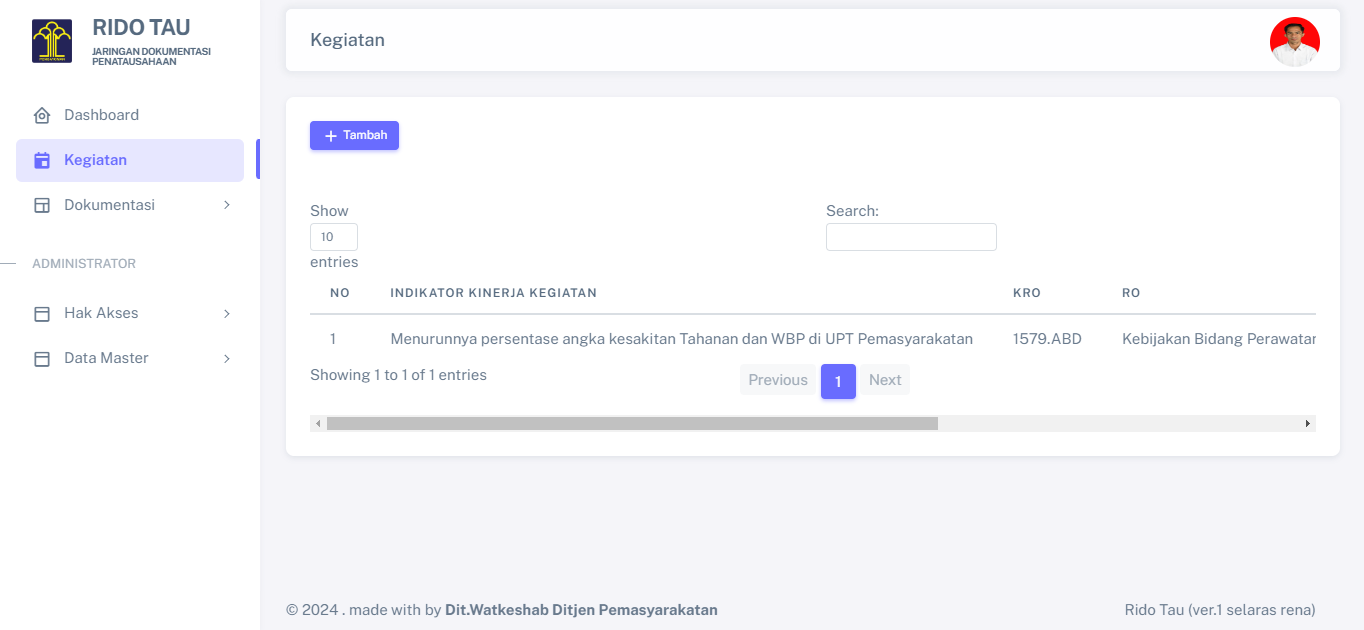 RIDO TAU
JARINGAN DOKUMENTASI
PENATAUSAHAAN
Dashboard
Kegiatan
Dokumentasi
ADMINISTRATOR
Hak Akses
Data Master
Kegiatan
+ Tambah
Show
10
entries
Search:
NO INDIKATOR KINERJA KEGIATAN KRO RO
1 Menurunnya persentase angka kesakitan Tahanan dan WBP di UPT Pemasyarakatan 1579.ABD Kebijakan Bidang Perawatan
Showing 1 to 1 of 1 entries
Previous 1 Next
© 2024 . made with by Dit.Watkeshab Ditjen Pemasyarakatan
Rido Tau (ver.1 selaras rena)